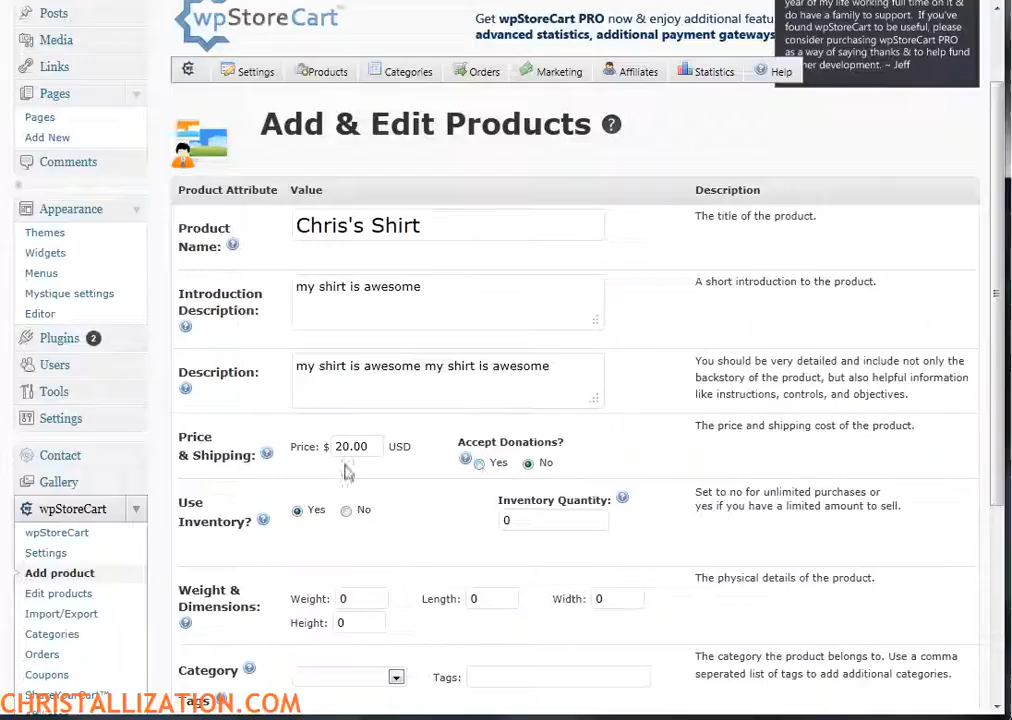 Posts
Media
Links
Pages
Pages
Add New
Comments
Appearance
Themes
Widgets
Menus
Mystique settings
Editor
Plugins 2
Users
Tools
Settings
Contact
Gallery
wpStoreCart
wpStoreCart
Settings
Add product
Edit products
Import/Export
Categories
Orders
Coupons
ShareYourCart™
wpStoreCart
Get wpStoreCart PRO now & enjoy additional featu
advanced statistics, additional payment gateways
year of my life working full time on it &
do have a family to support. If you've
found wpStoreCart to be useful, please
consider purchasing wpStoreCart PRO
as a way of saying thanks & to help fund
her development. ~ Jeff
Settings Products Categories Orders Marketing Affiliates Statistics Help
Add & Edit Products ?
Product Attribute Value Description
Product Name: Chris's Shirt The title of the product.
Introduction Description: my shirt is awesome A short introduction to the product.
Description: my shirt is awesome my shirt is awesome
You should be very detailed and include not only the
backstory of the product, but also helpful information
like instructions, controls, and objectives.
Price & Shipping: Price: $ 20.00 USD Accept Donations? Yes No
The price and shipping cost of the product.
Use Inventory? Yes No Inventory Quantity: 0
Set to no for unlimited purchases or
yes if you have a limited amount to sell.
Weight & Dimensions: Weight: 0 Length: 0 Width: 0
Height: 0
The physical details of the product.
Category Tags: 
The category the product belongs to. Use a comma
seperated list of tags to add additional categories.
Tags
CHRISTALLIZATION.COM